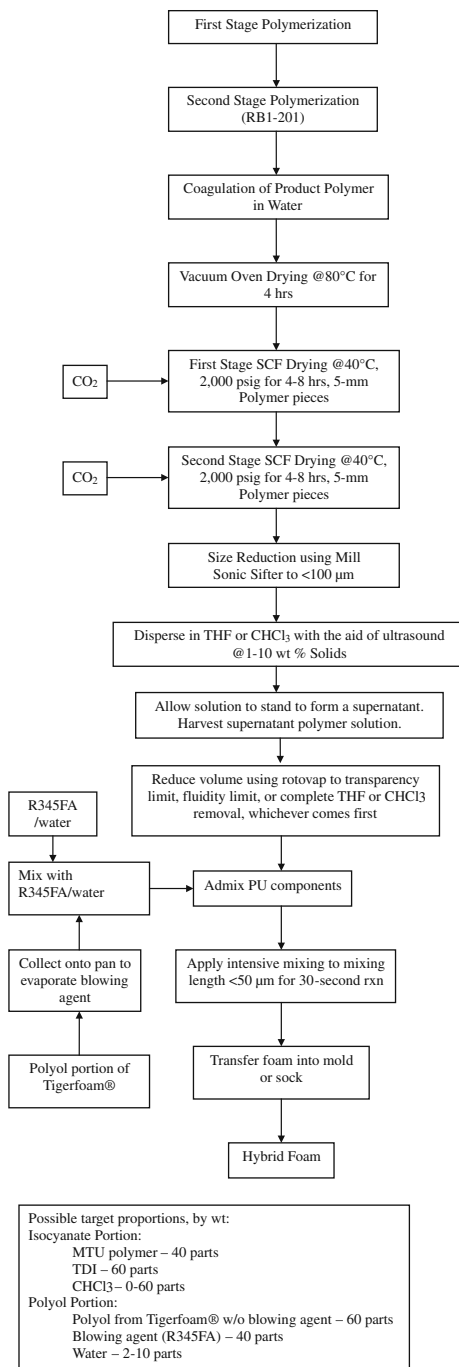 First Stage Polymerization
Second Stage Polymerization
(RB1-201)
Coagulation of Product Polymer
in Water
Vacuum Oven Drying @80°C for
4 hrs
CO₂
First Stage SCF Drying @40°C,
2,000 psig for 4-8 hrs, 5-mm
Polymer pieces
CO₂
Second Stage SCF Drying @40°C,
2,000 psig for 4-8 hrs, 5-mm
Polymer pieces
Size Reduction using Mill
Sonic Sifter to <100 µm
Disperse in THF or CHCl₃ with the aid of ultrasound
@1-10 wt % Solids
Allow solution to stand to form a supernatant.
Harvest supernatant polymer solution.
Reduce volume using rotovap to transparency
limit, fluidity limit, or complete THF or CHCl₃
removal, whichever comes first
R345FA
/water
Mix with
R345FA/water
Admix PU components
Collect onto pan to
evaporate blowing
agent
Apply intensive mixing to mixing
length <50 µm for 30-second rxn
Polyol portion of
Tigerfoam®
Transfer foam into mold
or sock
Hybrid Foam
Possible target proportions, by wt:
Isocyanate Portion:
MTU polymer – 40 parts
TDI – 60 parts
CHCl₃– 0-60 parts
Polyol Portion:
Polyol from Tigerfoam® w/o blowing agent – 60 parts
Blowing agent (R345FA) – 40 parts
Water – 2-10 parts